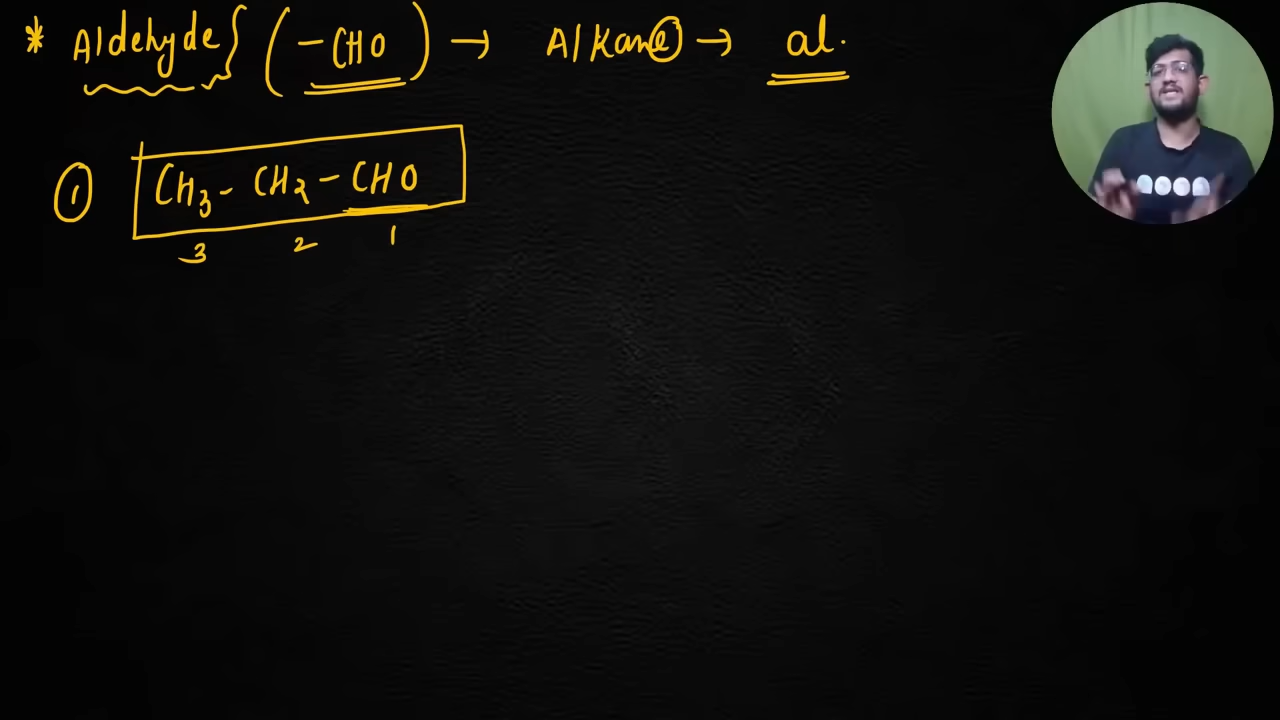 * Aldehyde} (-CHO) → Alkane → al.
① CH3 - CH2 - CHO
3 2 1